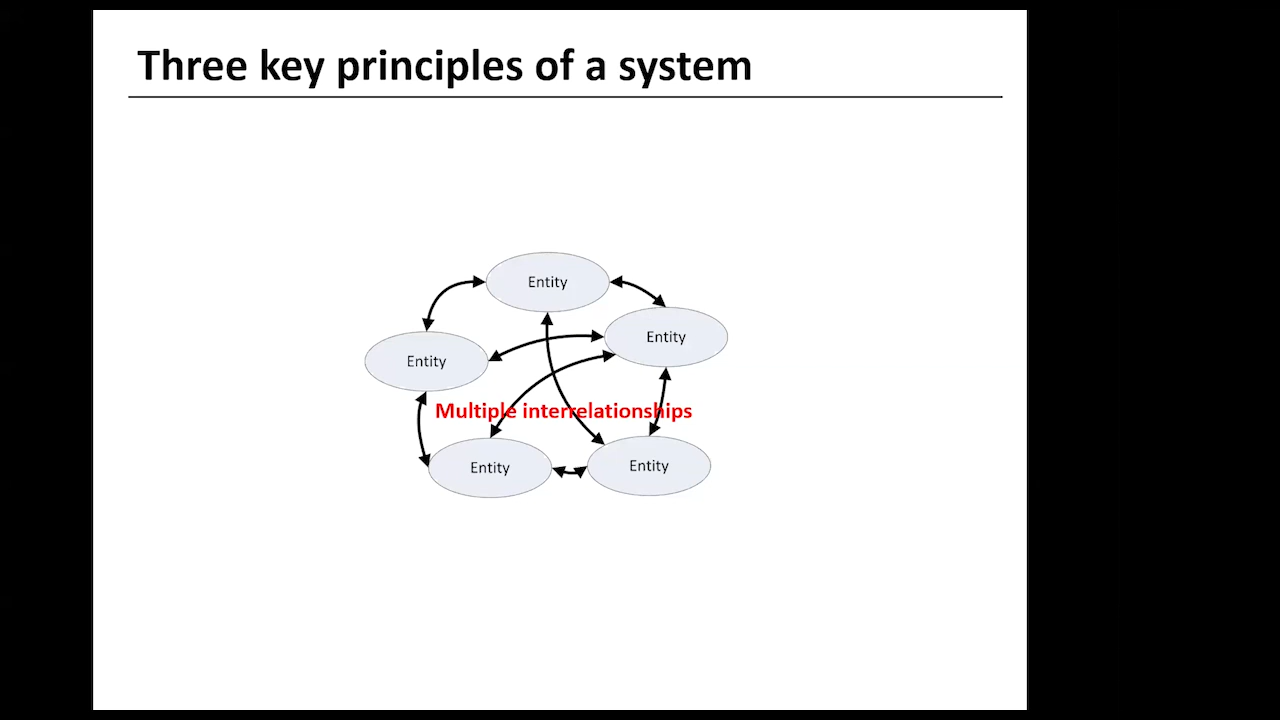 Three key principles of a system
Entity
Entity
Entity
Multiple interrelationships
Entity
Entity